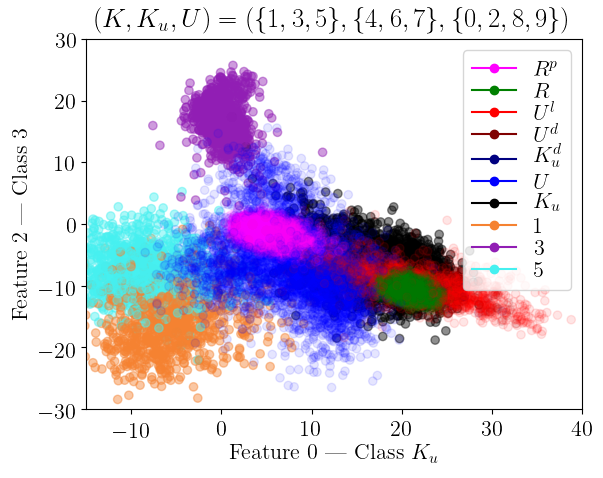 (K, K_u, U) = ({1, 3, 5}, {4, 6, 7}, {0, 2, 8, 9})
30
20
10
0
−10
−20
−30
−10 0 10 20 30 40
Feature 2 — Class 3
Feature 0 — Class K_u
R^p
R
U^l
U^d
K_u^d
U
K_u
1
3
5